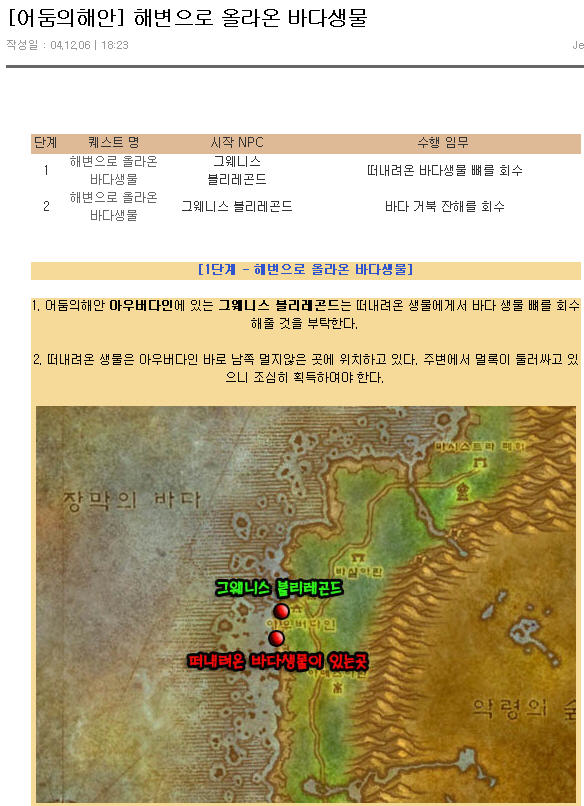 [어둠의해안] 해변으로 올라온 바다생물
작성일 : 04.12.06 | 18:23
Je
단계 퀘스트 명 시작 NPC 수행 임무
1 해변으로 올라온 바다생물 그웨니스 블리레곤드 떠내려온 바다생물 뼈를 회수
2 해변으로 올라온 바다생물 그웨니스 블리레곤드 바다 거북 잔해를 회수
[1단계 - 해변으로 올라온 바다생물]
1. 어둠의해안 아우버다인에 있는 그웨니스 블리레곤드는 떠내려온 생물에게서 바다 생물 뼈를 회수
해줄 것을 부탁한다.
2. 떠내려온 생물은 아우버다인 바로 남쪽 멀지않은 곳에 위치하고 있다. 주변에서 멀록이 둘러싸고 있
으니 조심히 획득하여야 한다.
장막의 바다
바실아란
그웨니스 블리레곤드
아우버다인
떠내려온 바다생물이 있는곳
악령의 숲